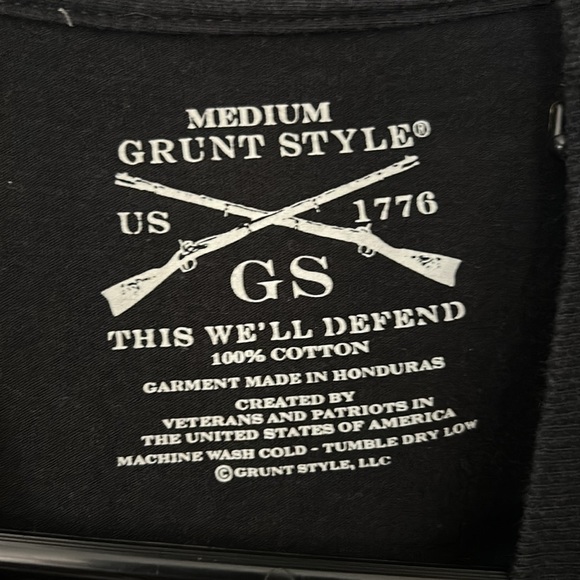 MEDIUM
GRUNT STYLE®
US 1776
GS
THIS WE'LL DEFEND
100% COTTON
GARMENT MADE IN HONDURAS
CREATED BY
VETERANS AND PATRIOTS IN
THE UNITED STATES OF AMERICA
MACHINE WASH COLD - TUMBLE DRY LOW
©GRUNT STYLE, LLC